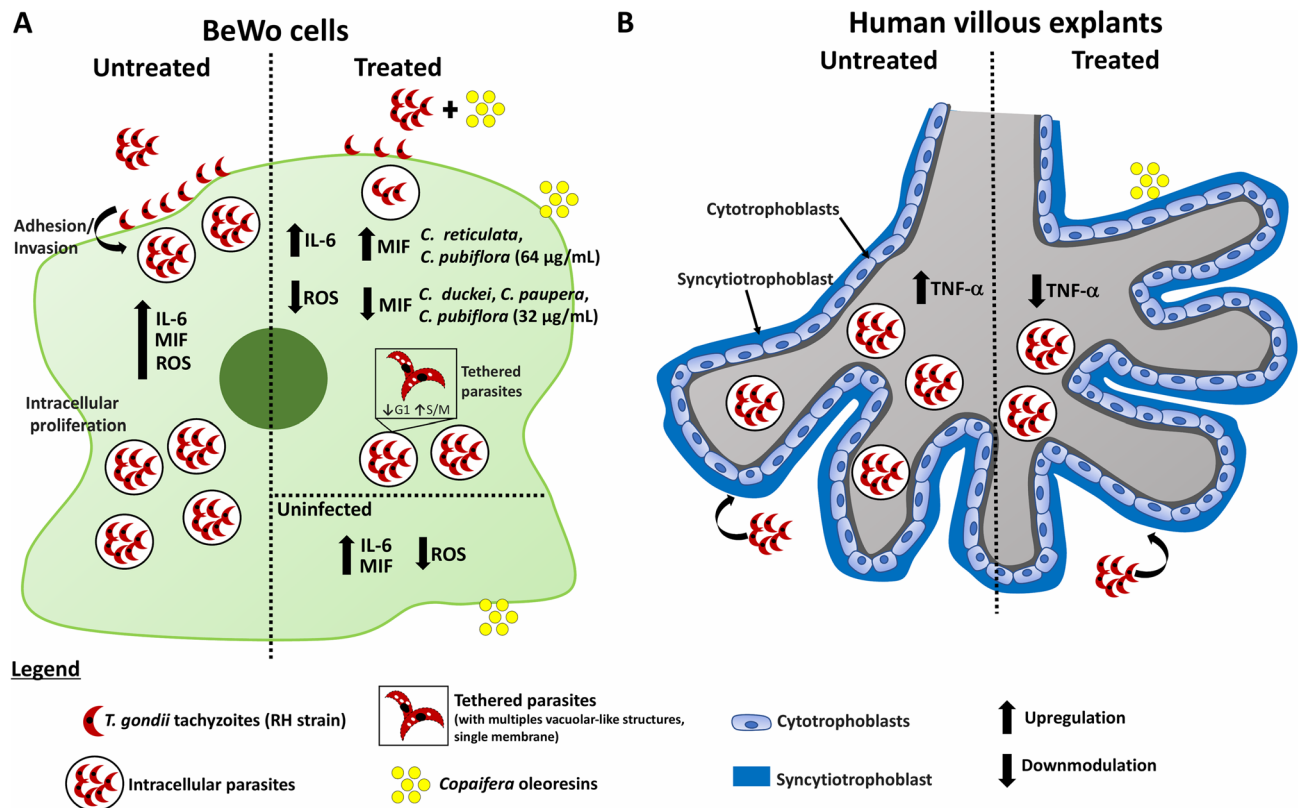 A
BeWo cells
Untreated
Treated
+
Adhesion/
Invasion
IL-6
MIF
ROS
Intracellular
proliferation
IL-6
MIF
C. reticulata,
C. pubiflora (64 µg/mL)
ROS
MIF
C. duckei, C. paupera,
C. pubiflora (32 µg/mL)
Tethered
parasites
↓G1 ↑S/M
Uninfected
IL-6
MIF
ROS
B
Human villous explants
Untreated
Treated
Cytotrophoblasts
Syncytiotrophoblast
TNF-α
TNF-α
Legend
T. gondii tachyzoites (RH strain)
Intracellular parasites
Tethered parasites
(with multiples vacuolar-like structures,
single membrane)
Copaifera oleoresins
Cytotrophoblasts
Syncytiotrophoblast
Upregulation
Downmodulation